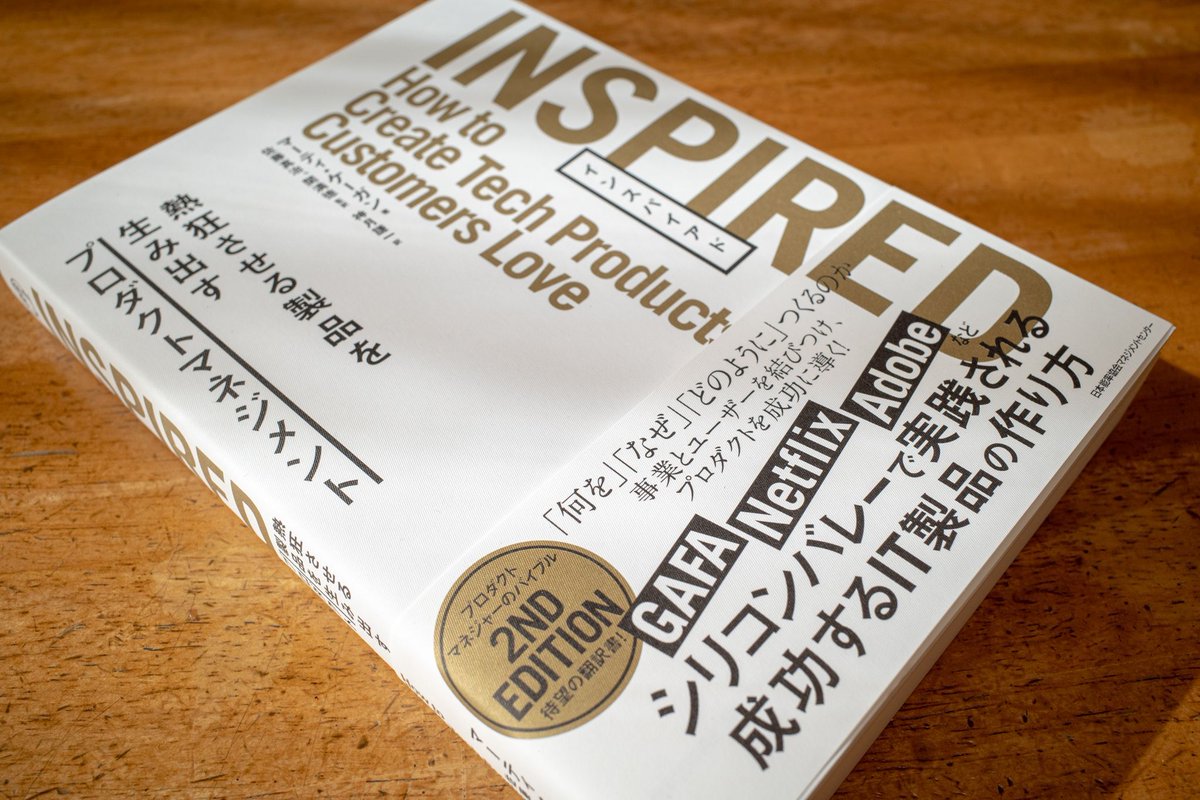 INSPIRED
インスパイアド
How to
Create Tech Product
Customers Love
マーティ・ケーガン 著
佐藤真治 関満徳 監訳 神月謙一 訳
熱狂させる製品を
生み出す
プロダクトマネジメント
「何を」「なぜ」「どのように」つくるのか
事業とユーザーを結びつけ、
プロダクトを成功に導く!
GAFA Netflix Adobe など
シリコンバレーで実践される
成功するIT製品の作り方
日本能率協会マネジメントセンター
プロダクト
マネジャーのバイブル
2ND
EDITION
待望の翻訳書!
INSPIRED
熱狂させる
マーティ